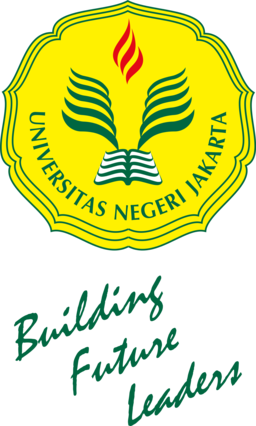 UNIVERSITAS NEGERI JAKARTA
Building
Future
Leaders